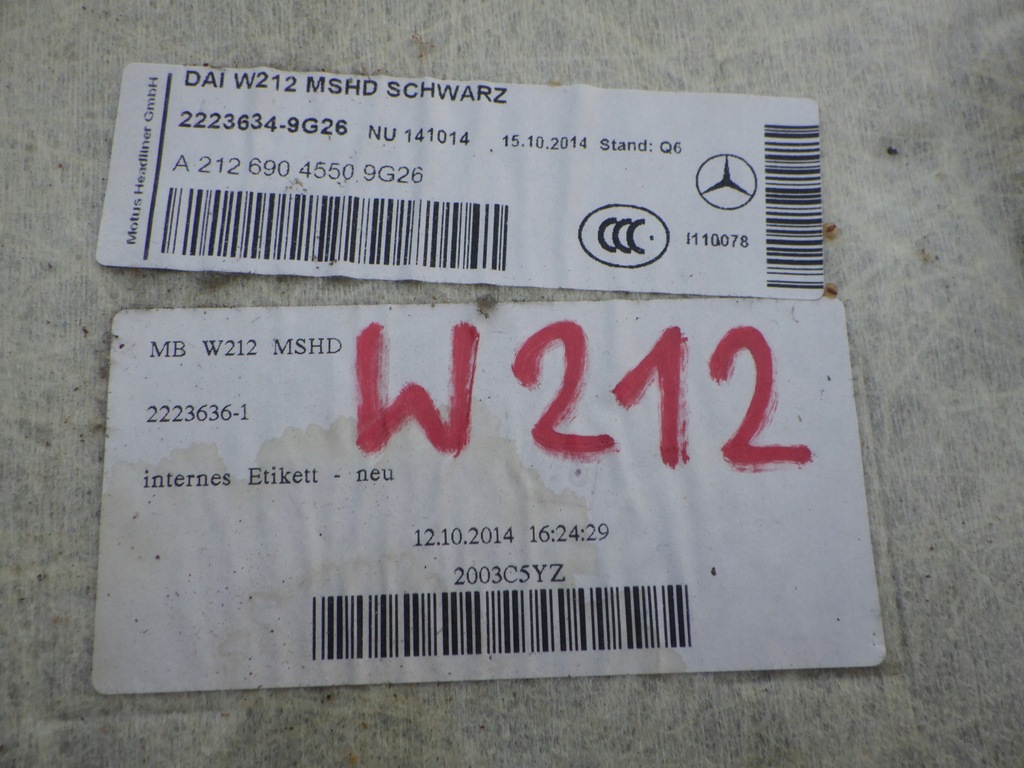 Motus Headliner GmbH
DAI W212 MSHD SCHWARZ
2223634-9G26 NU 141014 15.10.2014 Stand: Q6
A 212 690 4550 9G26
CCC I110078
MB W212 MSHD
W212
2223636-1
internes Etikett - neu
12.10.2014 16:24:29
2003C5YZ